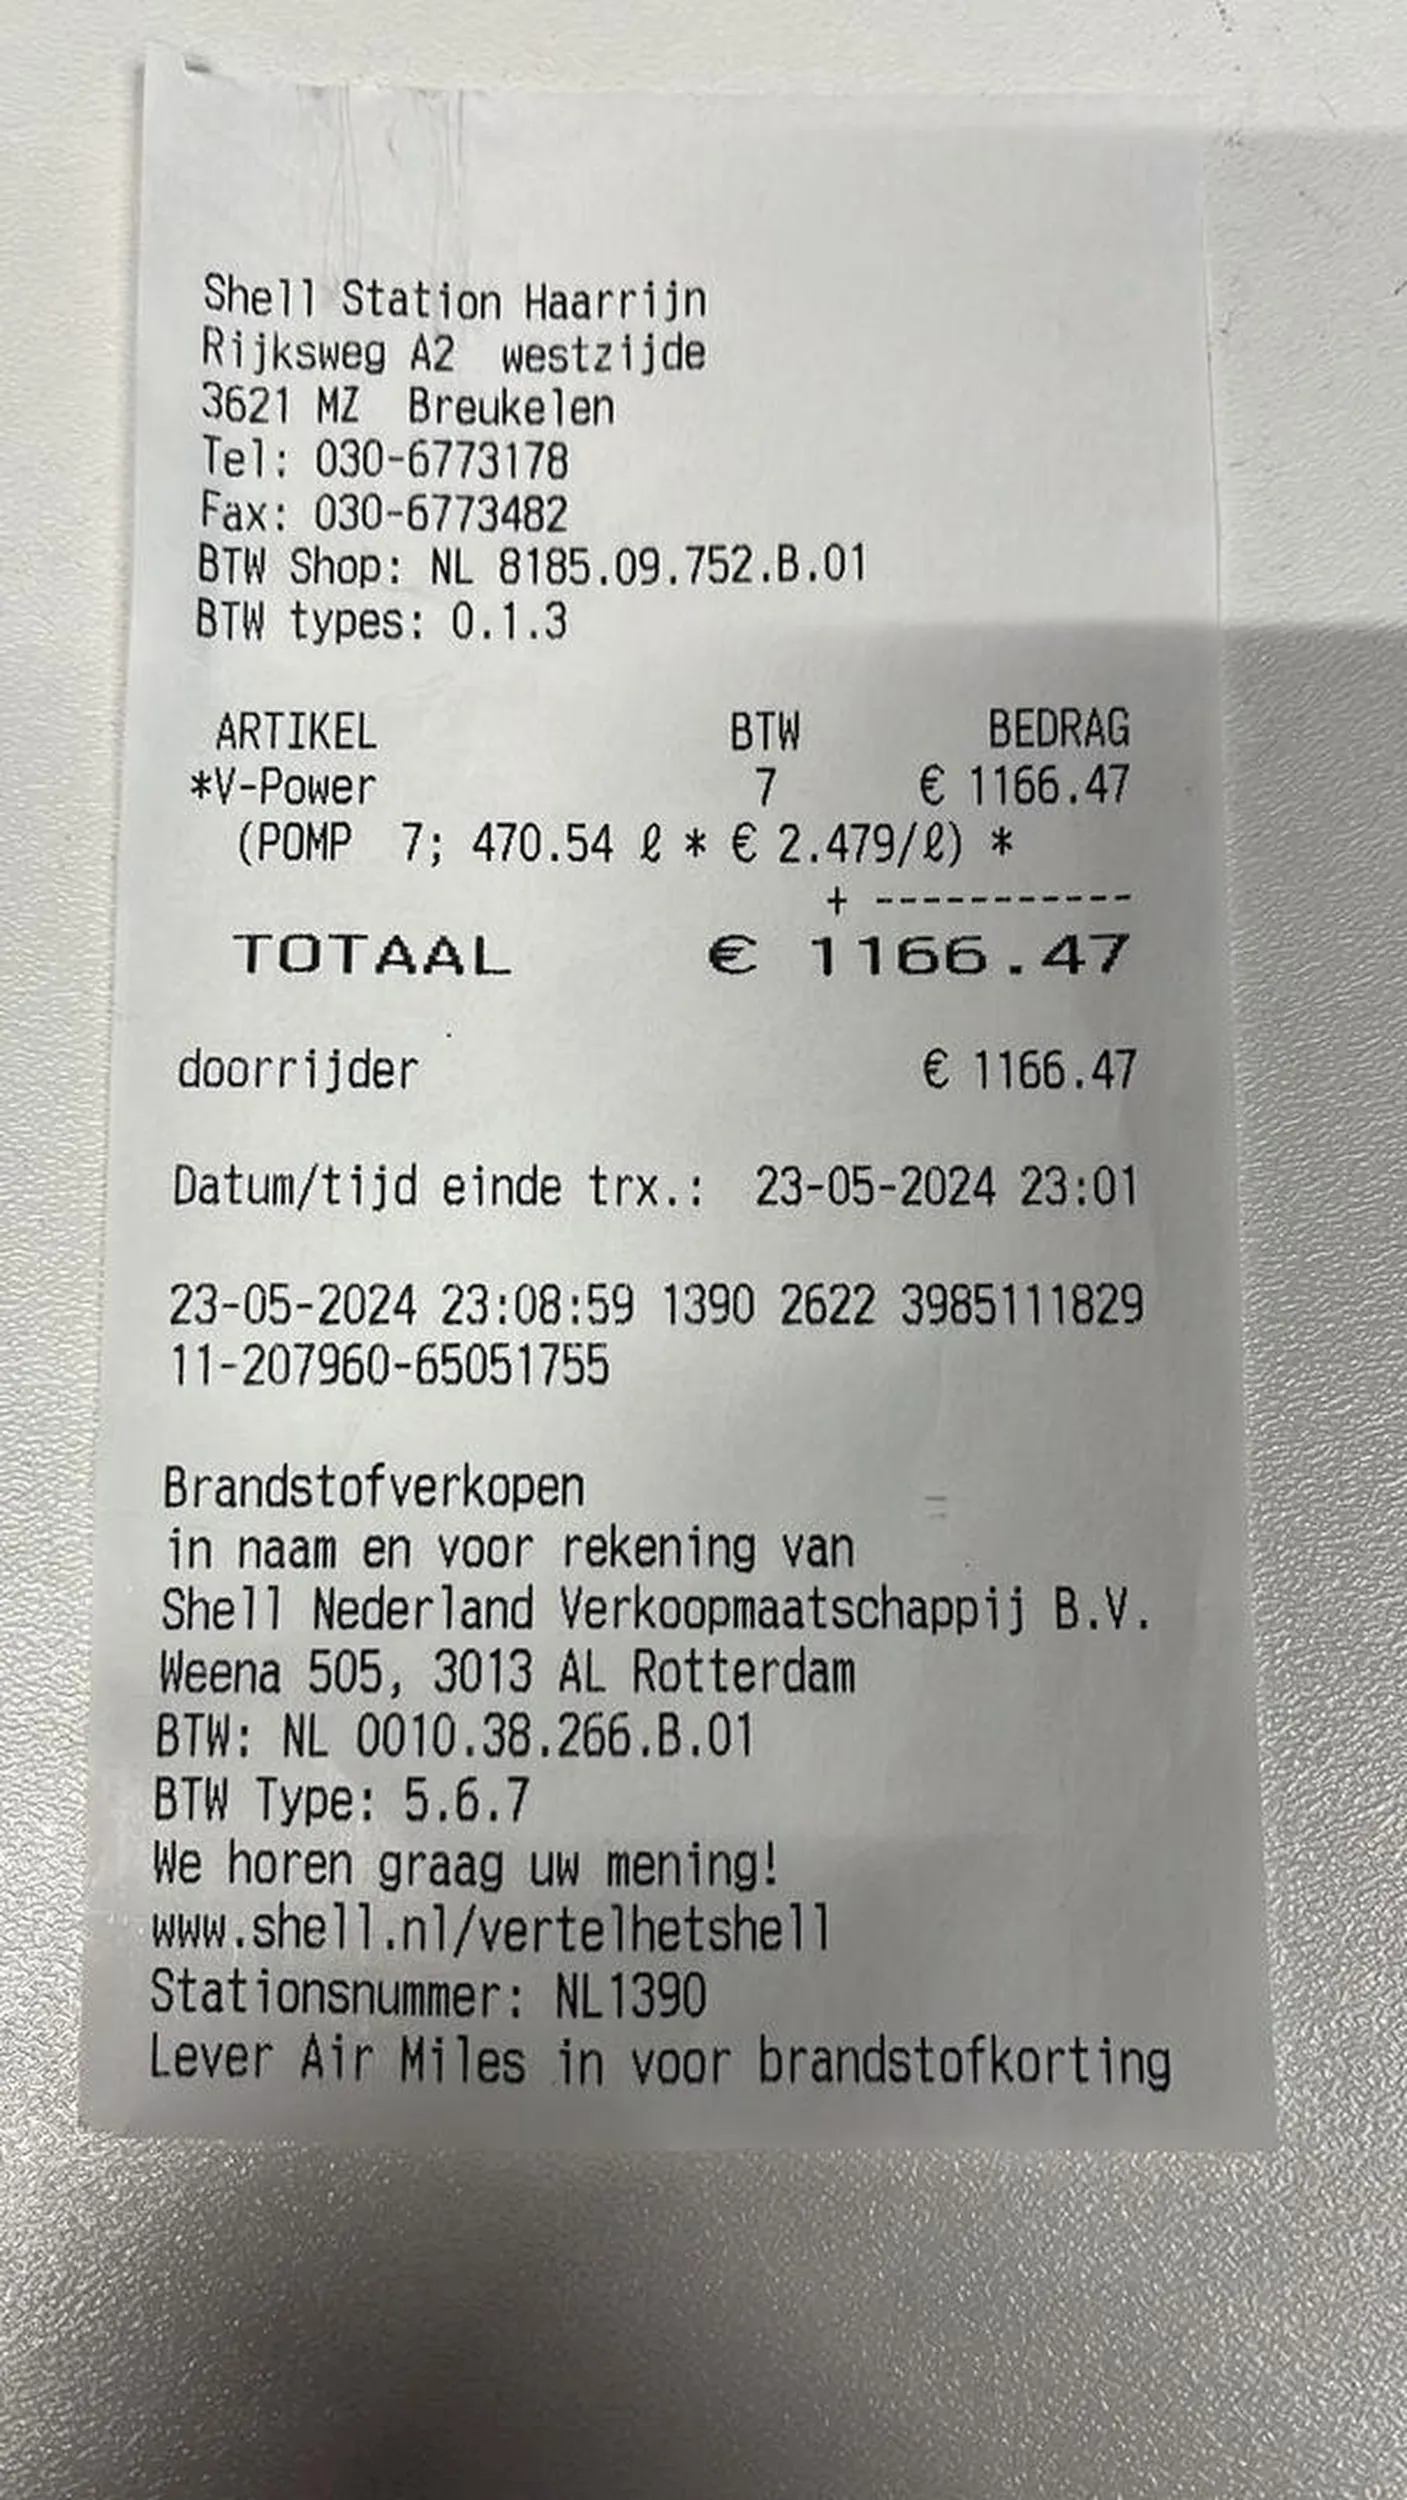 Shell Station Haarrijn
Rijksweg A2 westzijde
3621 MZ Breukelen
Tel: 030-6773178
Fax: 030-6773482
BTW Shop: NL 8185.09.752.B.01
BTW types: 0.1.3
ARTIKEL BTW BEDRAG
*V-Power 7 € 1166.47
(POMP 7; 470.54 ℓ * € 2.479/ℓ) *
+ -----------
TOTAAL € 1166.47
doorrijder € 1166.47
Datum/tijd einde trx.: 23-05-2024 23:01
23-05-2024 23:08:59 1390 2622 3985111829
11-207960-65051755
Brandstofverkopen
in naam en voor rekening van
Shell Nederland Verkoopmaatschappij B.V.
Weena 505, 3013 AL Rotterdam
BTW: NL 0010.38.266.B.01
BTW Type: 5.6.7
We horen graag uw mening!
www.shell.nl/vertelhetshell
Stationsnummer: NL1390
Lever Air Miles in voor brandstofkorting